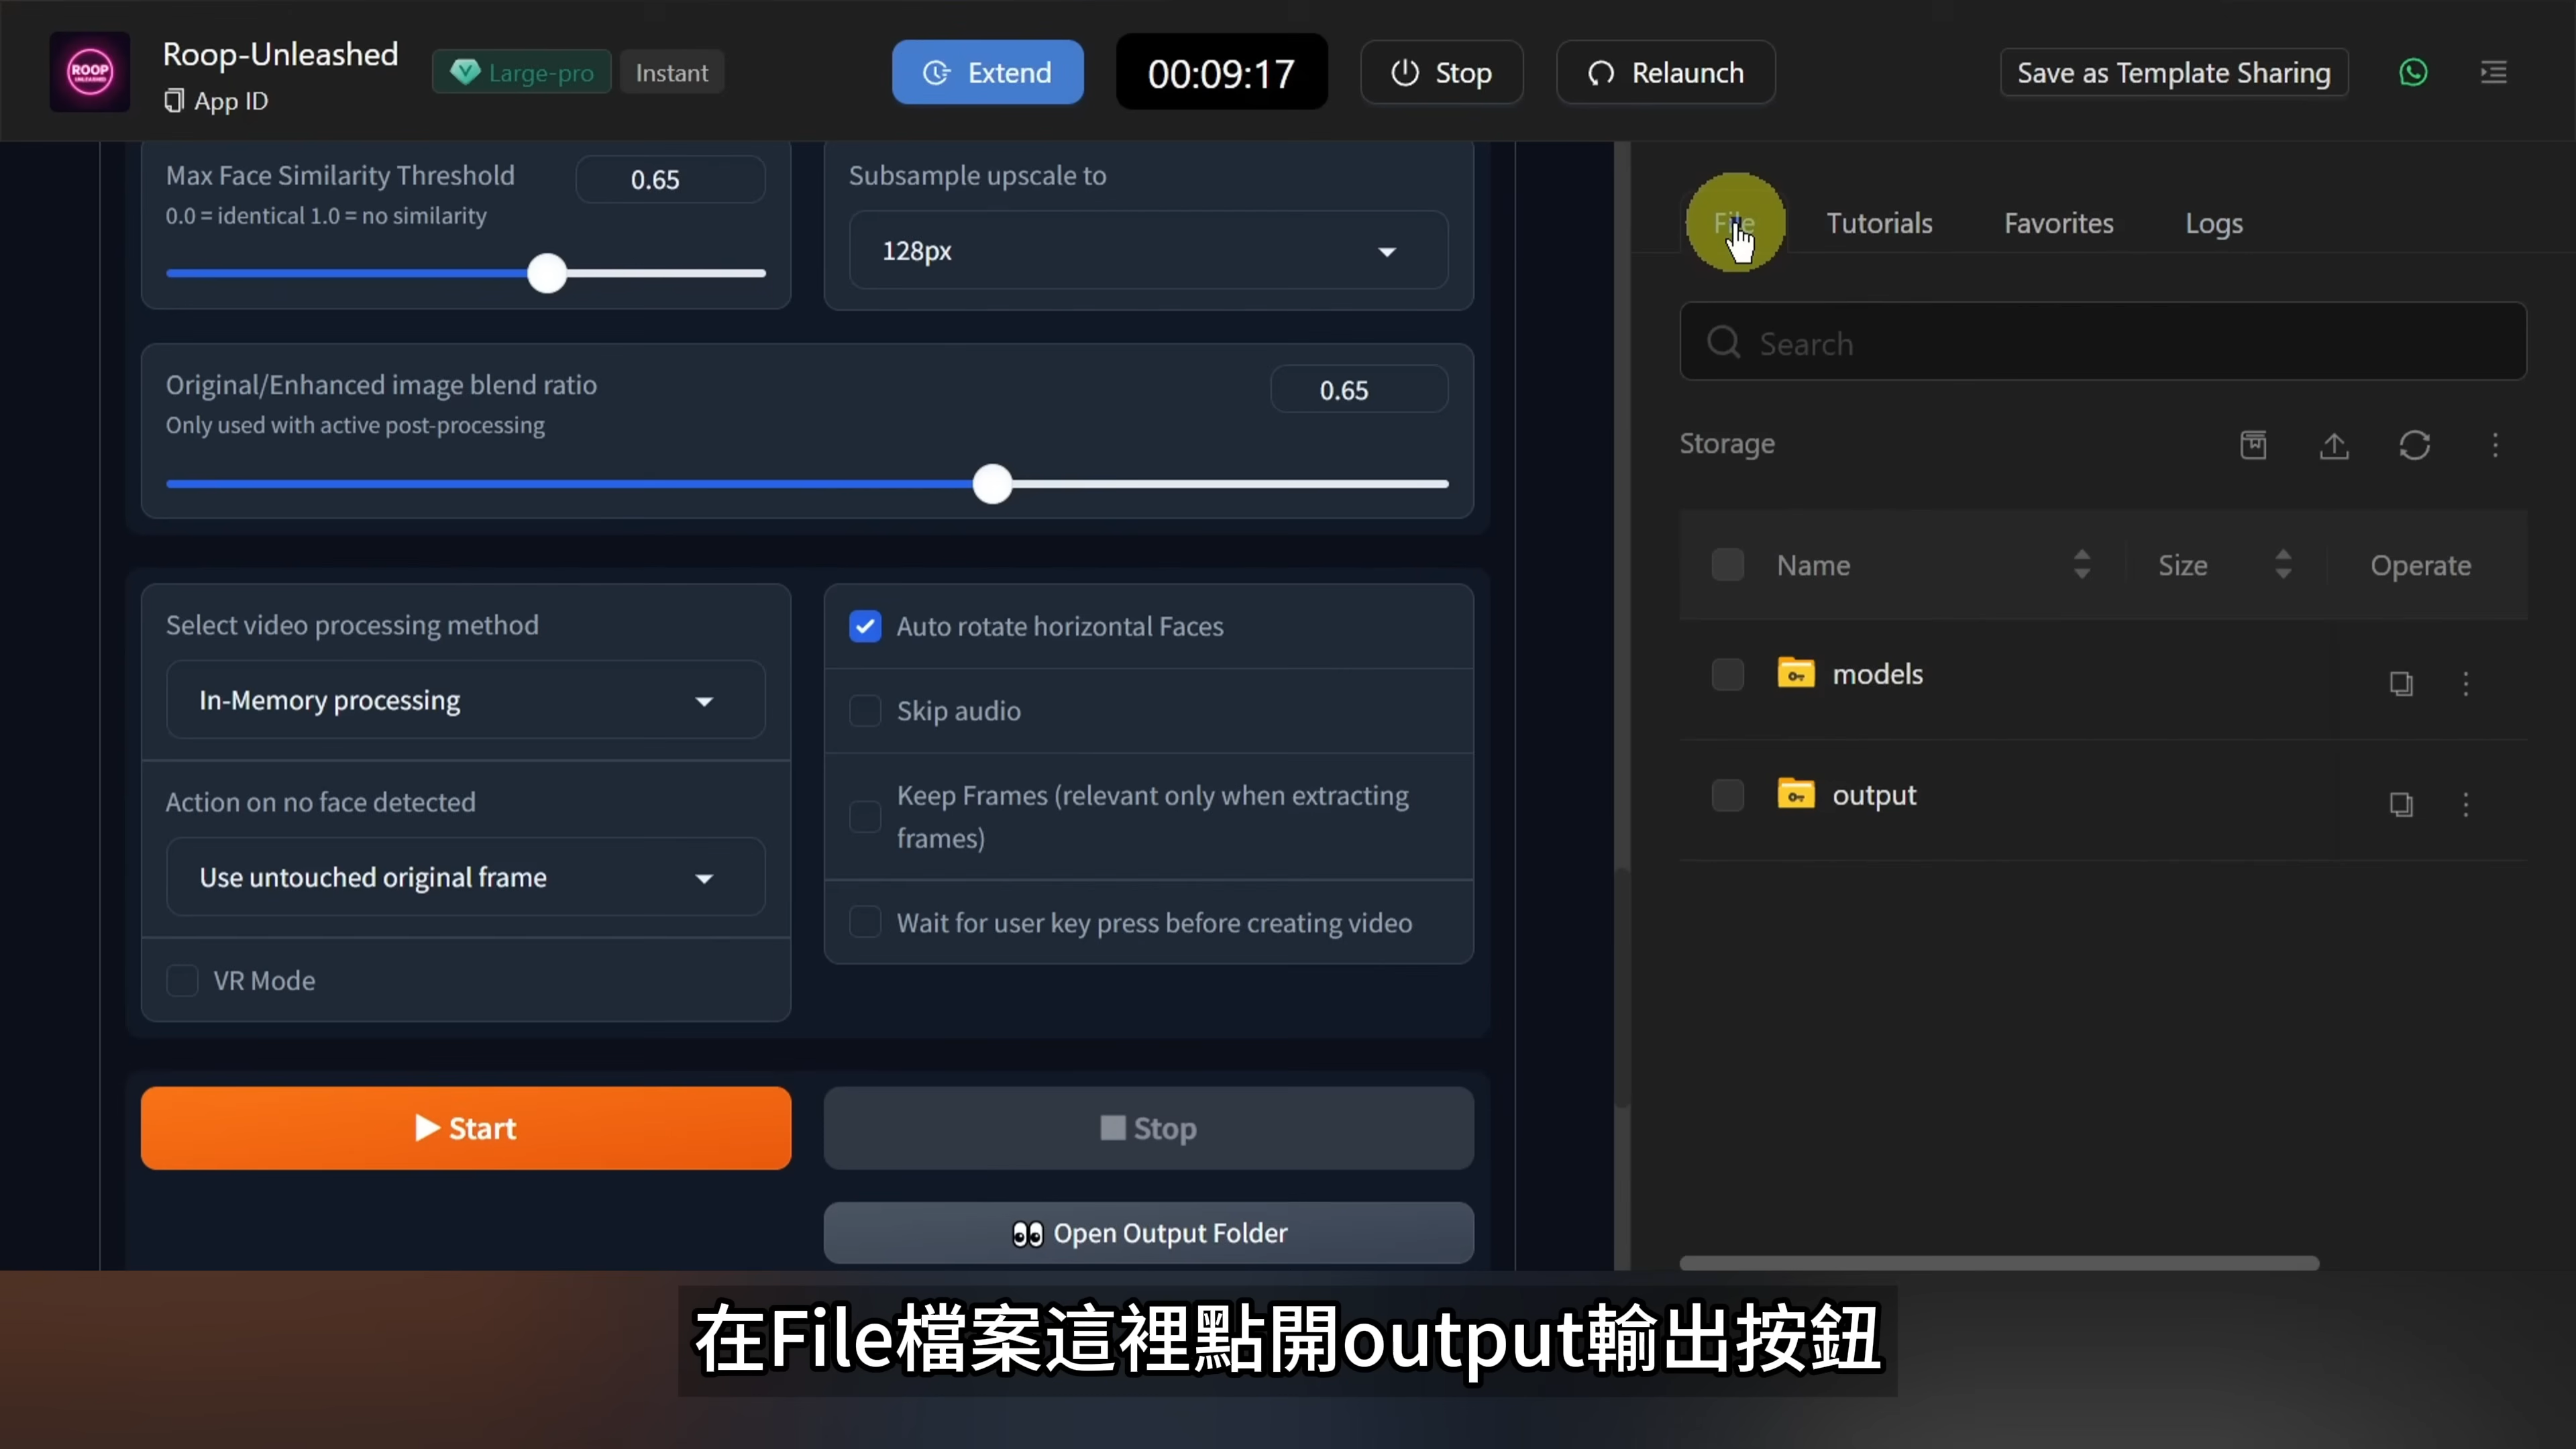 ROOP
UNLEASHED
Roop-Unleashed
App ID
Large-pro
Instant
Extend
00:09:17
Stop
Relaunch
Save as Template Sharing
Max Face Similarity Threshold
0.65
0.0 = identical 1.0 = no similarity
Subsample upscale to
128px
Original/Enhanced image blend ratio
0.65
Only used with active post-processing
Select video processing method
In-Memory processing
Action on no face detected
Use untouched original frame
VR Mode
Auto rotate horizontal Faces
Skip audio
Keep Frames (relevant only when extracting
frames)
Wait for user key press before creating video
Start
Stop
Open Output Folder
File
Tutorials
Favorites
Logs
Search
Storage
Name
Size
Operate
models
output
在File檔案這裡點開output輸出按鈕